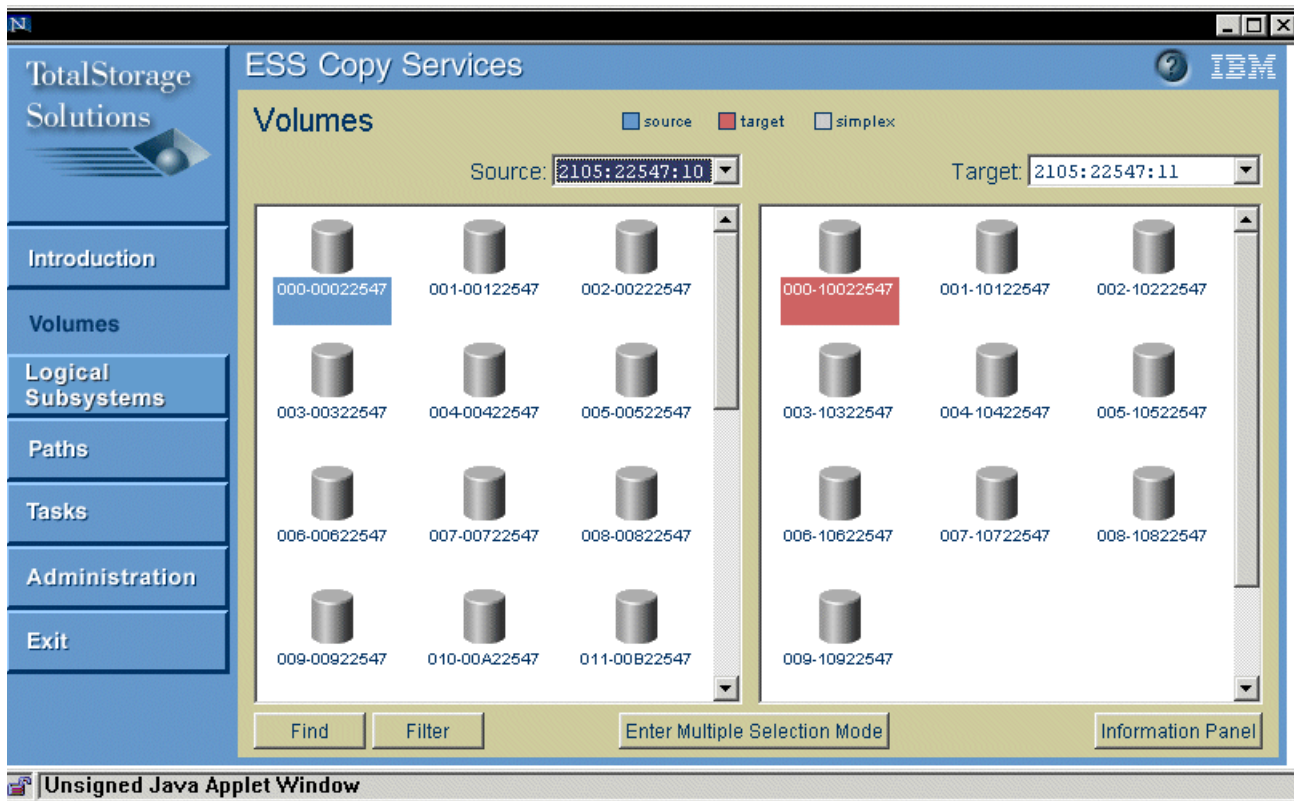 N
TotalStorage
Solutions
ESS Copy Services
? IBM
Introduction
Volumes
Logical
Subsystems
Paths
Tasks
Administration
Exit
Volumes
source target simplex
Source: 2105:22547:10
Target: 2105:22547:11
000-00022547 001-00122547 002-00222547
003-00322547 004-00422547 005-00522547
006-00622547 007-00722547 008-00822547
009-00922547 010-00A22547 011-00B22547
000-10022547 001-10122547 002-10222547
003-10322547 004-10422547 005-10522547
006-10622547 007-10722547 008-10822547
009-10922547
Find Filter Enter Multiple Selection Mode Information Panel
Unsigned Java Applet Window